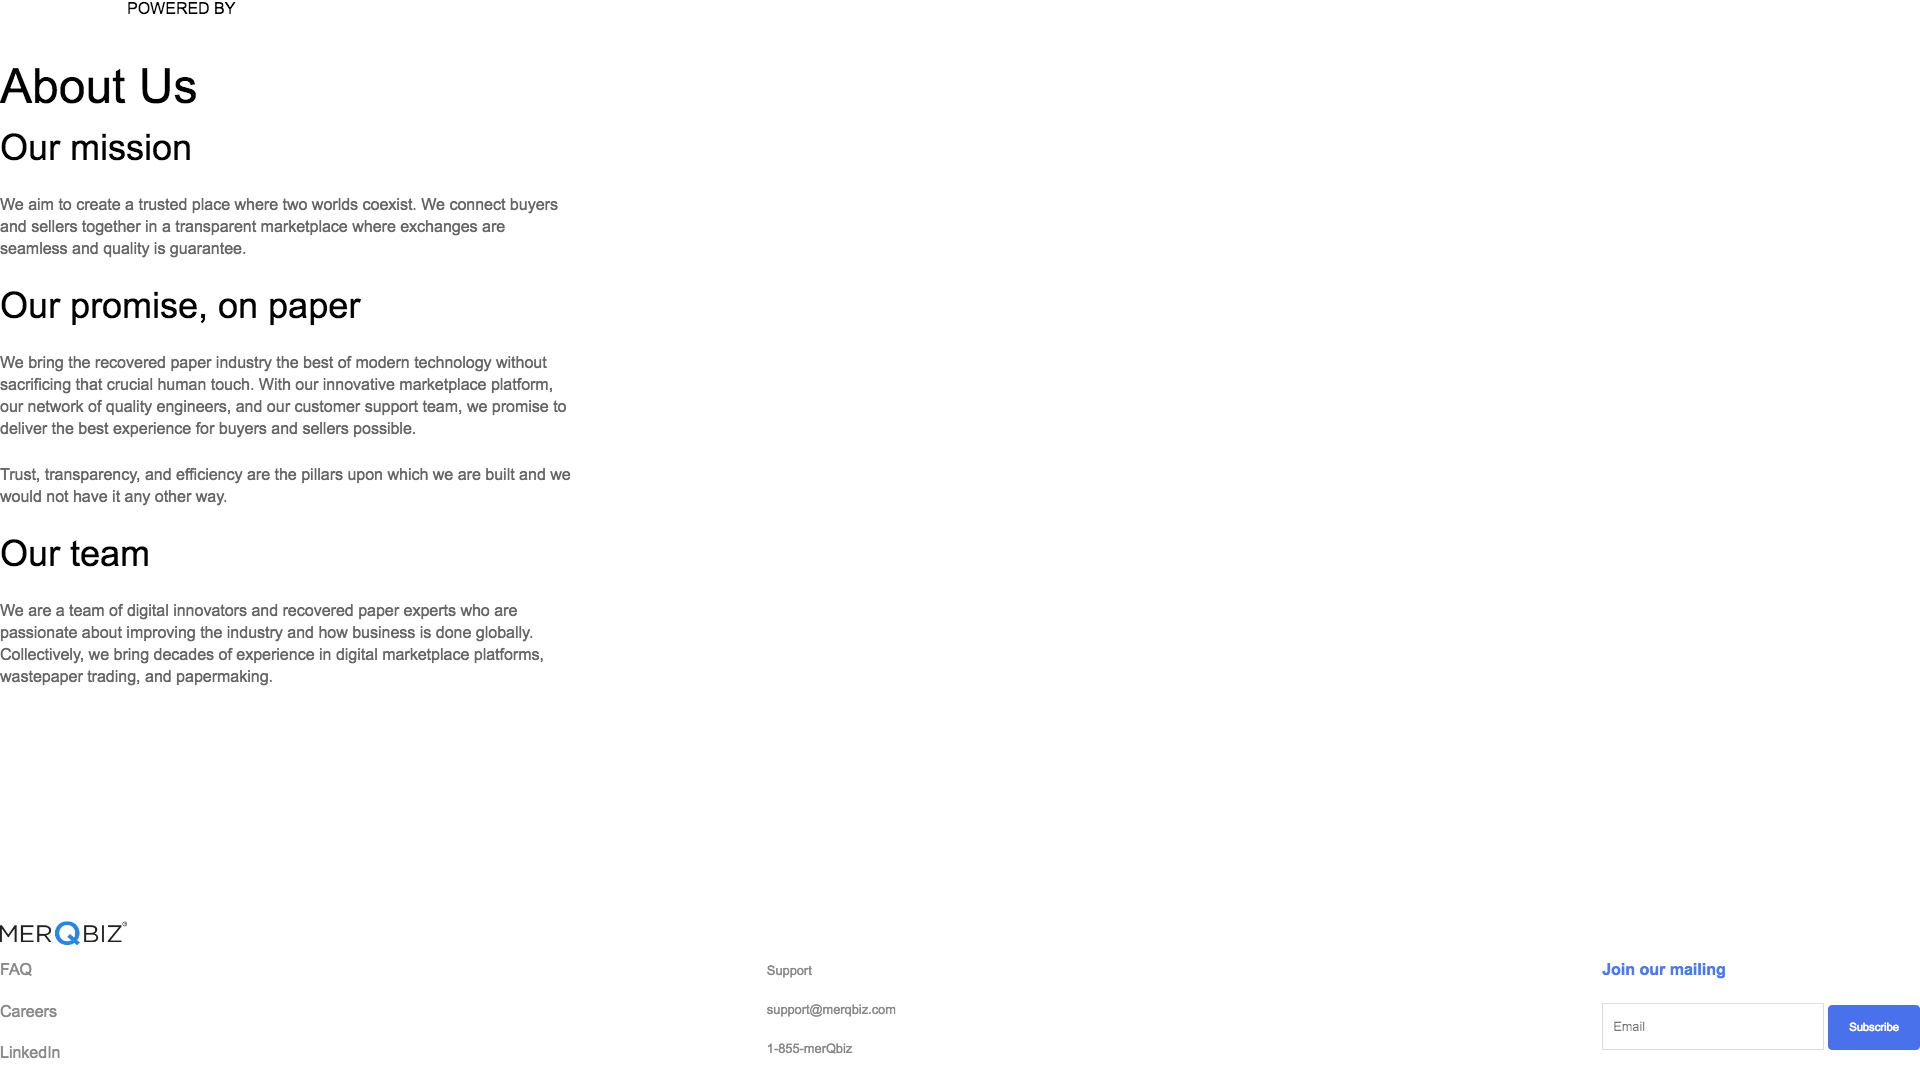 POWERED BY
About Us
Our mission
We aim to create a trusted place where two worlds coexist. We connect buyers
and sellers together in a transparent marketplace where exchanges are
seamless and quality is guarantee.
Our promise, on paper
We bring the recovered paper industry the best of modern technology without
sacrificing that crucial human touch. With our innovative marketplace platform,
our network of quality engineers, and our customer support team, we promise to
deliver the best experience for buyers and sellers possible.
Trust, transparency, and efficiency are the pillars upon which we are built and we
would not have it any other way.
Our team
We are a team of digital innovators and recovered paper experts who are
passionate about improving the industry and how business is done globally.
Collectively, we bring decades of experience in digital marketplace platforms,
wastepaper trading, and papermaking.
MERQBIZ®
FAQ
Careers
LinkedIn
Support
support@merqbiz.com
1-855-merQbiz
Join our mailing
Email
Subscribe